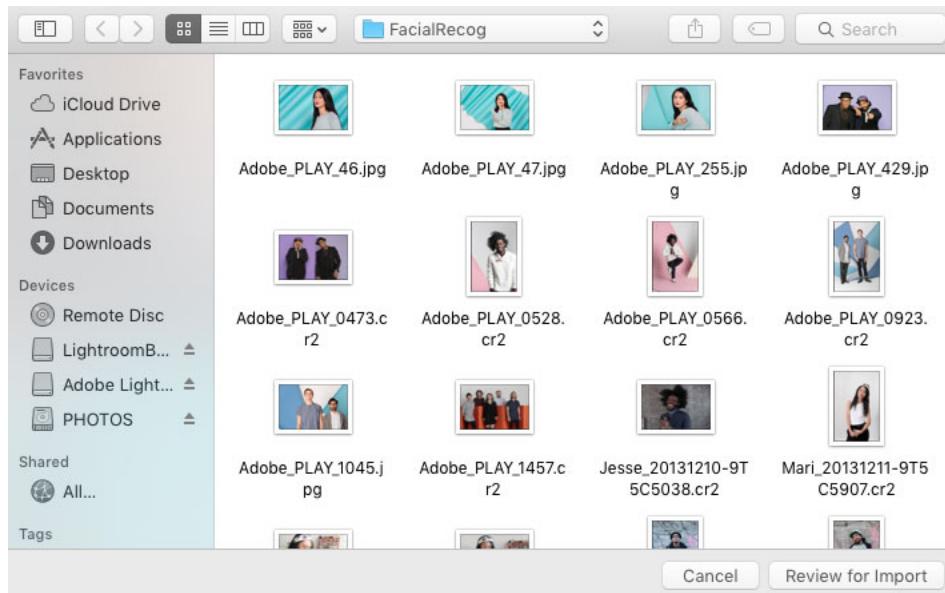 FacialRecog
Search
Favorites
iCloud Drive
Applications
Desktop
Documents
Downloads
Devices
Remote Disc
LightroomB...
Adobe Light...
PHOTOS
Shared
All...
Tags
Adobe_PLAY_46.jpg
Adobe_PLAY_47.jpg
Adobe_PLAY_255.jp
g
Adobe_PLAY_429.jp
g
Adobe_PLAY_0473.c
r2
Adobe_PLAY_0528.
cr2
Adobe_PLAY_0566.
cr2
Adobe_PLAY_0923.
cr2
Adobe_PLAY_1045.j
pg
Adobe_PLAY_1457.c
r2
Jesse_20131210-9T
5C5038.cr2
Mari_20131211-9T5
C5907.cr2
Cancel
Review for Import